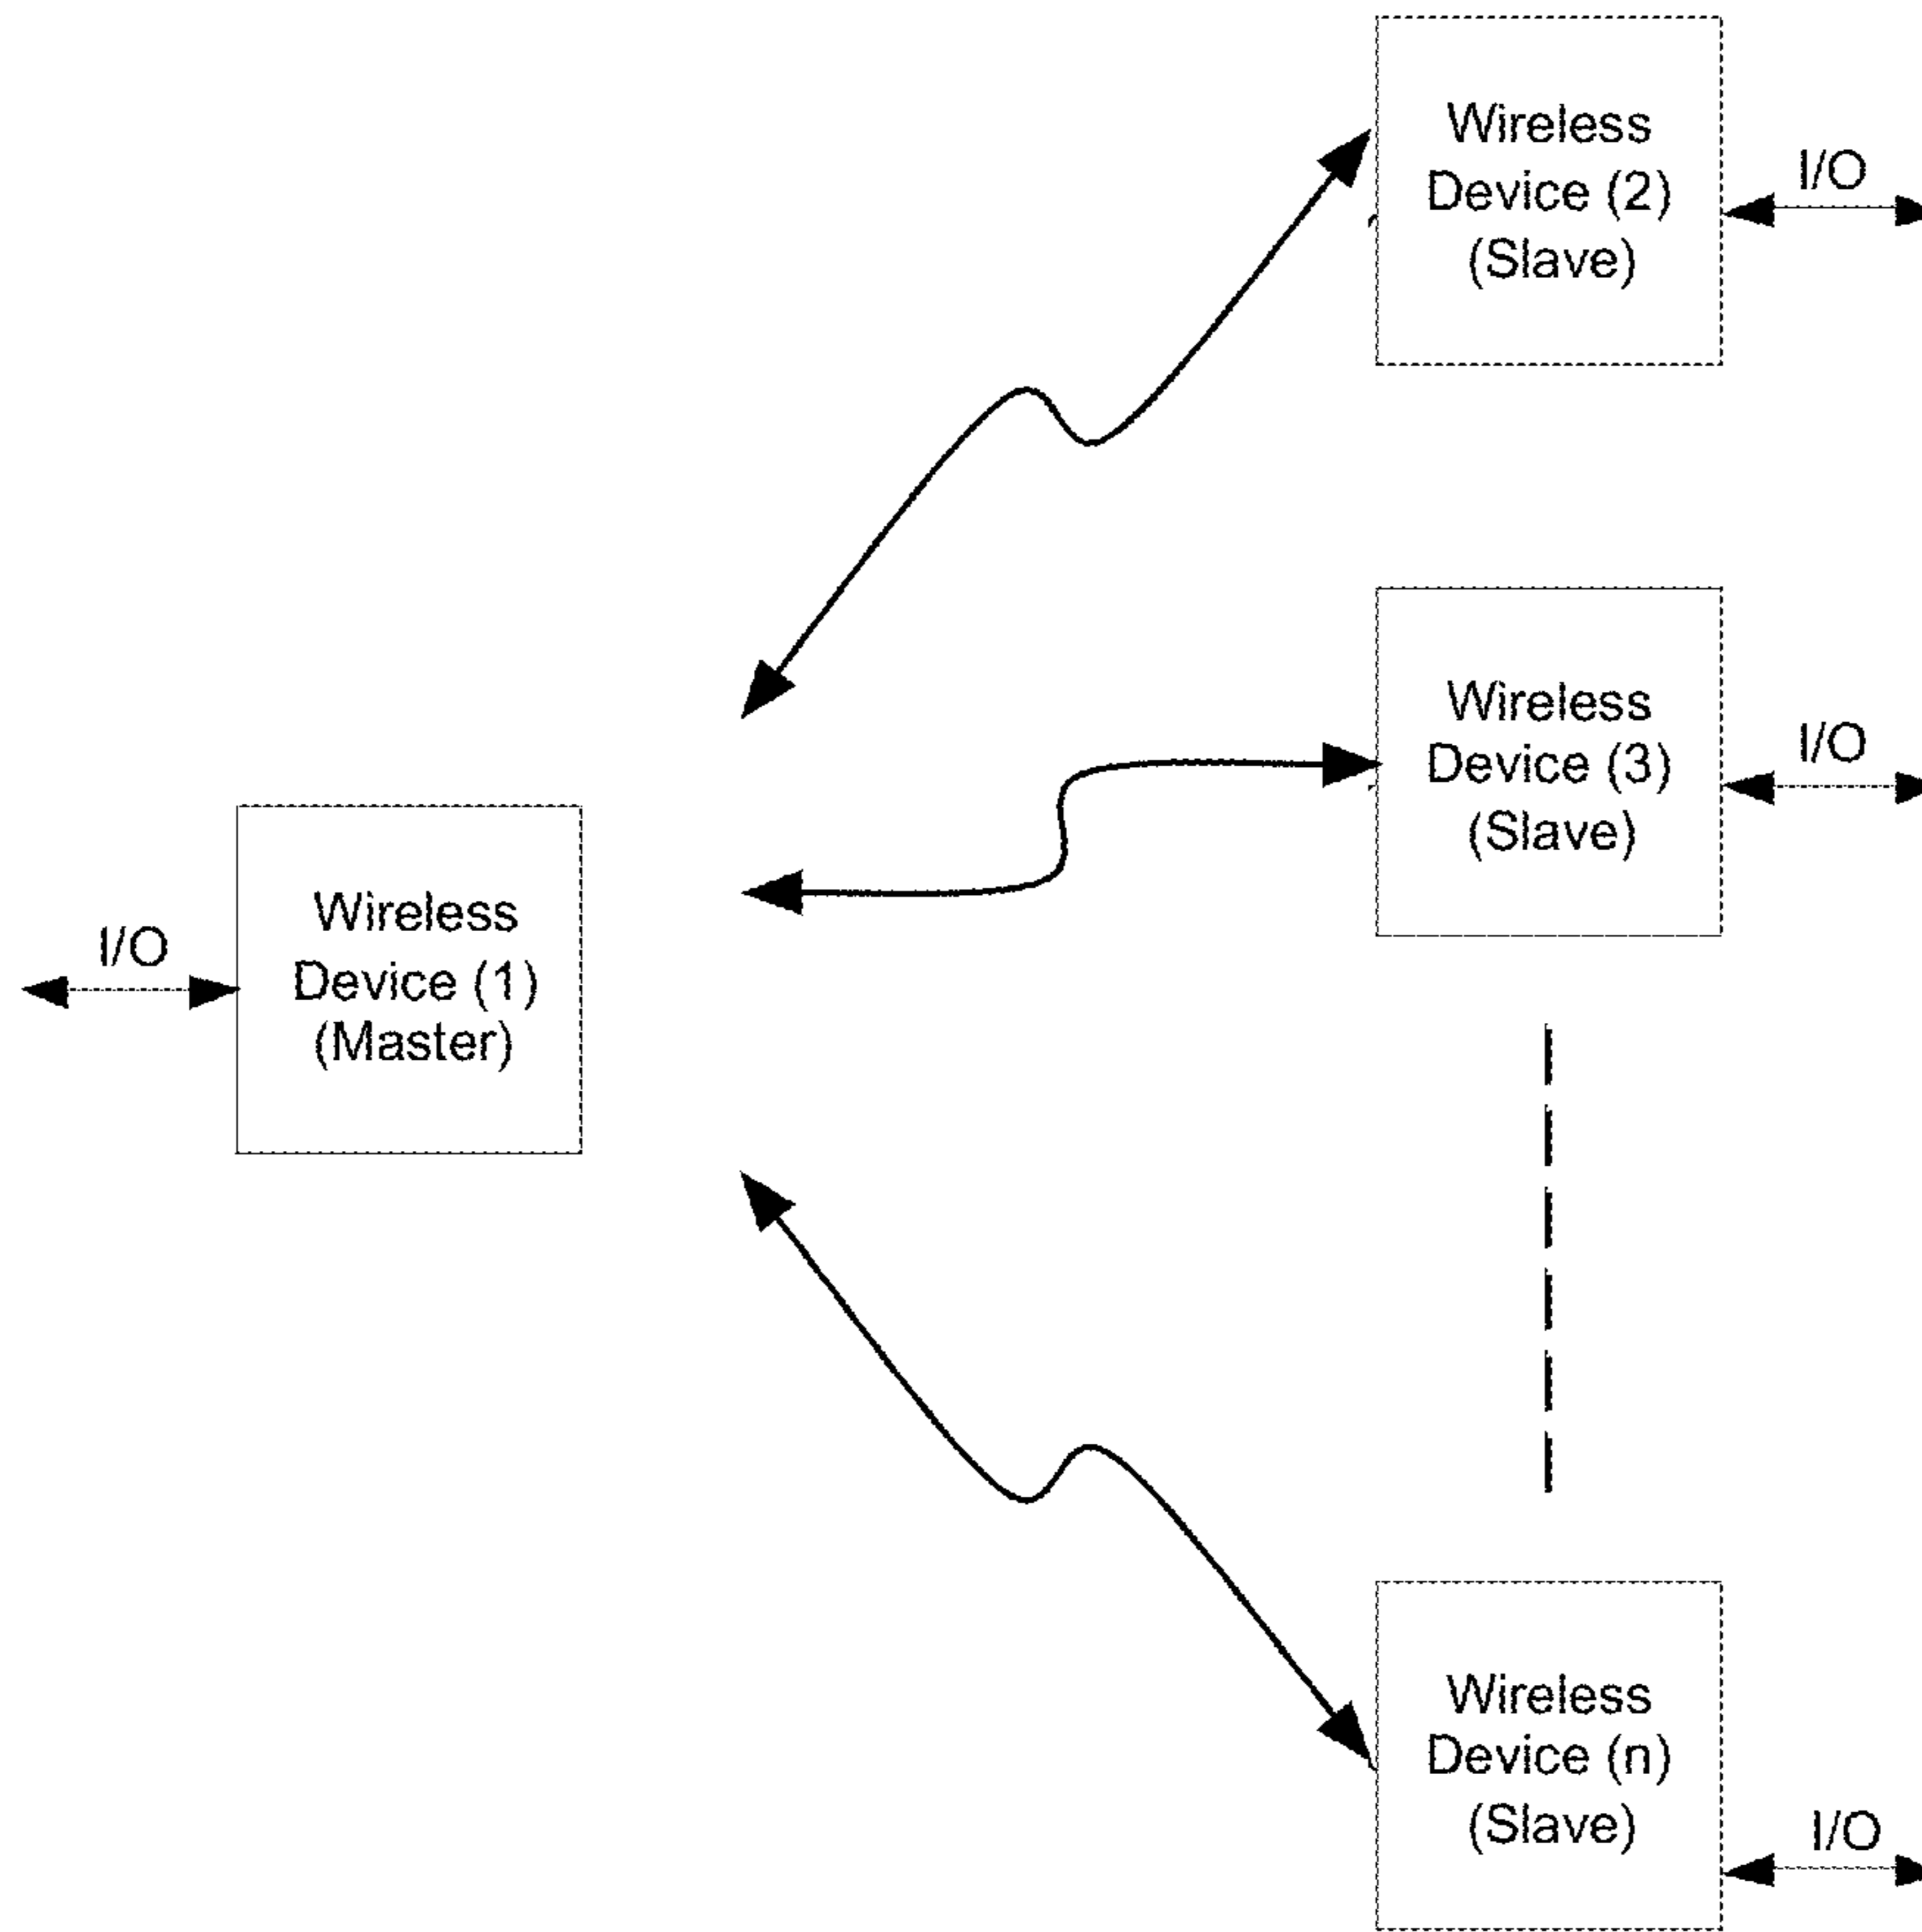 Wireless
Device (2)
(Slave)
I/O
Wireless
Device (3)
(Slave)
I/O
I/O
Wireless
Device (1)
(Master)
Wireless
Device (n)
(Slave)
I/O